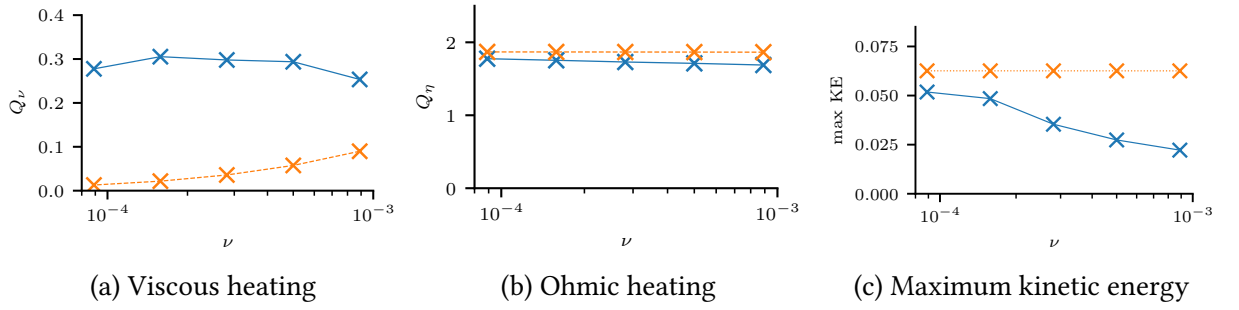 0.4
0.3
0.2
0.1
0.0
Qν
10⁻⁴
10⁻³
ν
(a) Viscous heating
2
1
0
Qη
10⁻⁴
10⁻³
ν
(b) Ohmic heating
0.075
0.050
0.025
0.000
max KE
10⁻⁴
10⁻³
ν
(c) Maximum kinetic energy